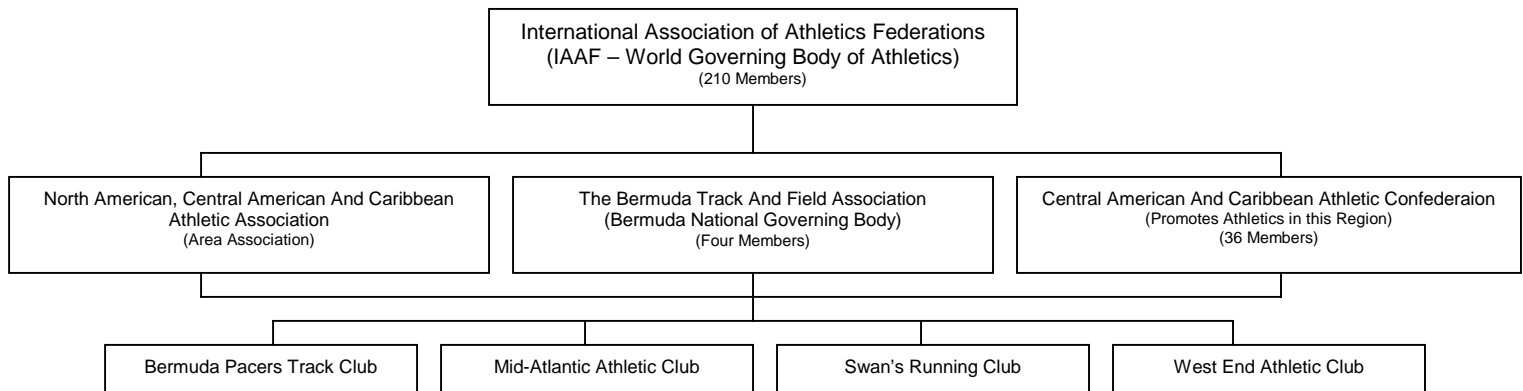 International Association of Athletics Federations
(IAAF – World Governing Body of Athletics)
(210 Members)
North American, Central American And Caribbean
Athletic Association
(Area Association)
The Bermuda Track And Field Association
(Bermuda National Governing Body)
(Four Members)
Central American And Caribbean Athletic Confederaion
(Promotes Athletics in this Region)
(36 Members)
Bermuda Pacers Track Club
Mid-Atlantic Athletic Club
Swan's Running Club
West End Athletic Club